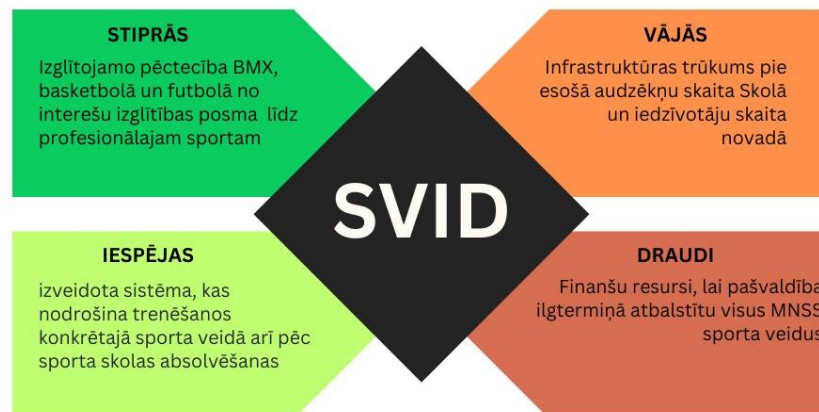 STIPRĀS
Izglītojamo pēctecība BMX,
basketbolā un futbolā no
interešu izglītības posma līdz
profesionālajam sportam
VĀJĀS
Infrastruktūras trūkums pie
esošā audzēkņu skaita Skolā
un iedzīvotāju skaita
novadā
SVID
IESPĒJAS
izveidota sistēma, kas
nodrošina trenēšanos
konkrētajā sporta veidā arī pēc
sporta skolas absolvēšanas
DRAUDI
Finanšu resursi, lai pašvaldība
ilgtermiņā atbalstītu visus MNSS
sporta veidus